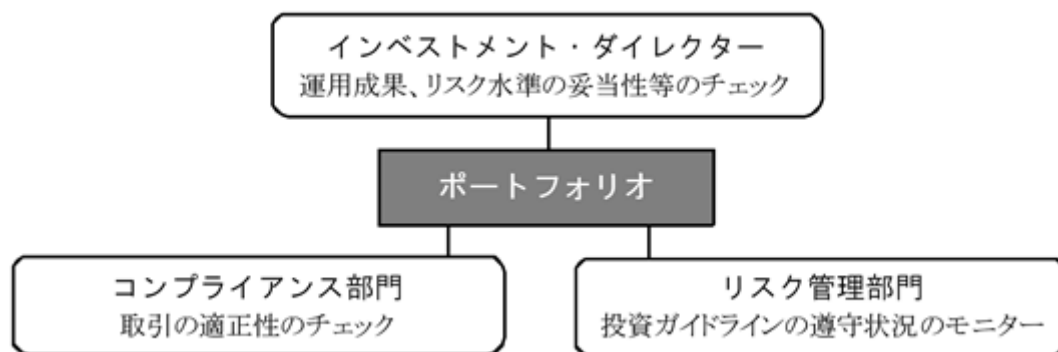 インベストメント・ダイレクター
運用成果、リスク水準の妥当性等のチェック
ポートフォリオ
コンプライアンス部門
取引の適正性のチェック
リスク管理部門
投資ガイドラインの遵守状況のモニター